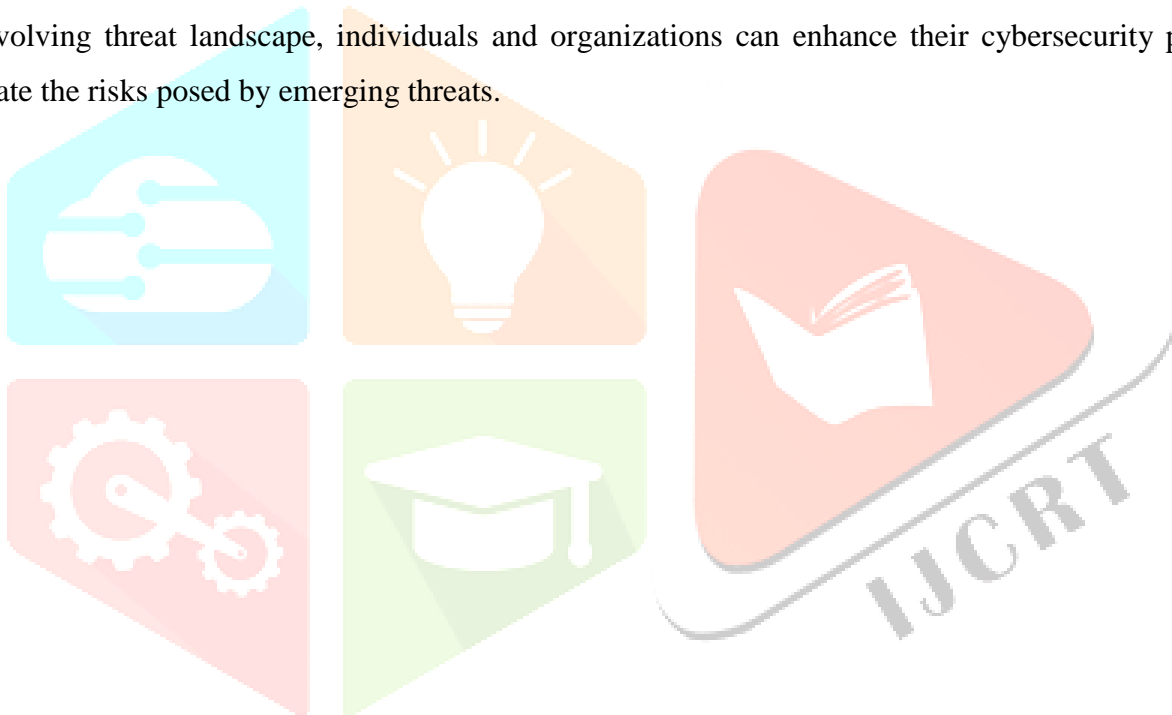 volving threat landscape, individuals and organizations can enhance their cybersecurity p
ate the risks posed by emerging threats.
IJCRT